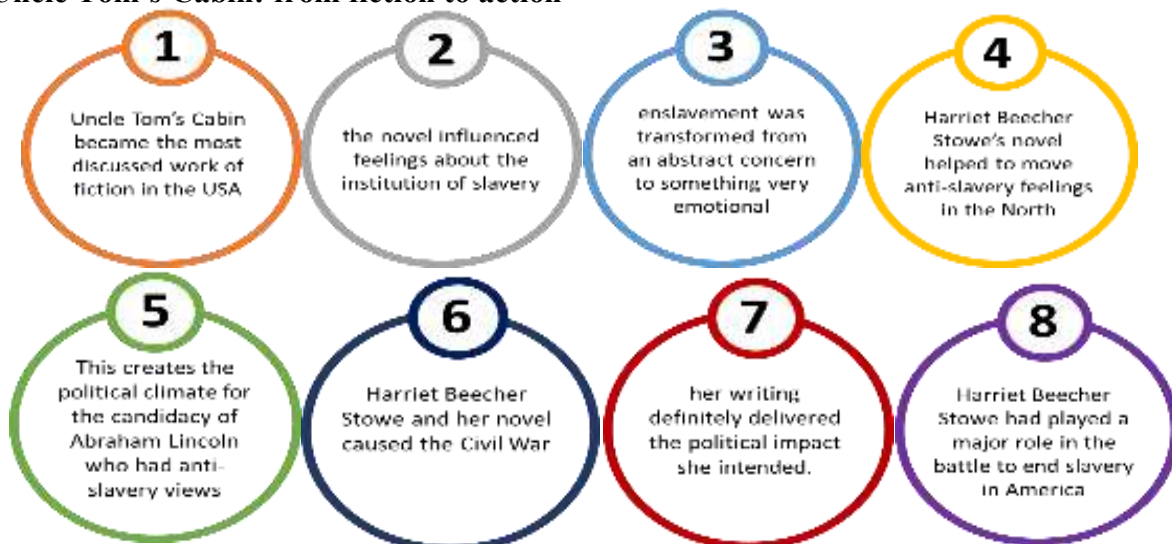 Uncle Tom's Cabin: from fiction to action
1
Uncle Tom's Cabin
became the most
discussed work of
fiction in the USA
2
the novel influenced
feelings about the
institution of slavery
3
enslavement was
transformed from
an abstract concern
to something very
emotional
4
Harriet Beecher
Stowe's novel
helped to move
anti-slavery feelings
in the North
5
This creates the
political climate for
the candidacy of
Abraham Lincoln
who had anti-
slavery views
6
Harriet Beecher
Stowe and her novel
caused the Civil War
7
her writing
definitely delivered
the political impact
she intended.
8
Harriet Beecher
Stowe had played a
major role in the
battle to end slavery
in America